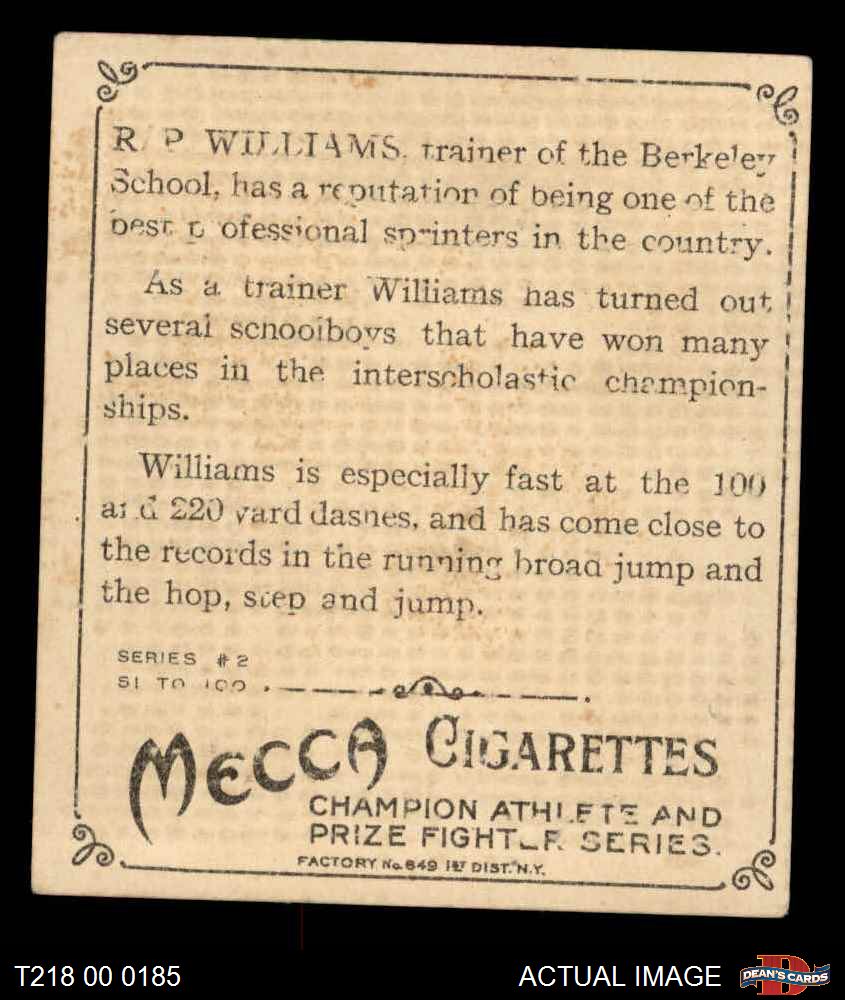 R. P. WILLIAMS, trainer of the Berkeley
School, has a reputation of being one of the
best professional sprinters in the country.
As a trainer Williams has turned out
several schoolboys that have won many
places in the interscholastic champion-
ships.
Williams is especially fast at the 100
and 220 yard dashes, and has come close to
the records in the running broad jump and
the hop, step and jump.
SERIES #2
51 TO 100
MECCA CIGARETTES
CHAMPION ATHLETE AND
PRIZE FIGHTER SERIES.
FACTORY No. 649 1ST DIST. N.Y.
T218 00 0185
ACTUAL IMAGE
DEAN'S CARDS